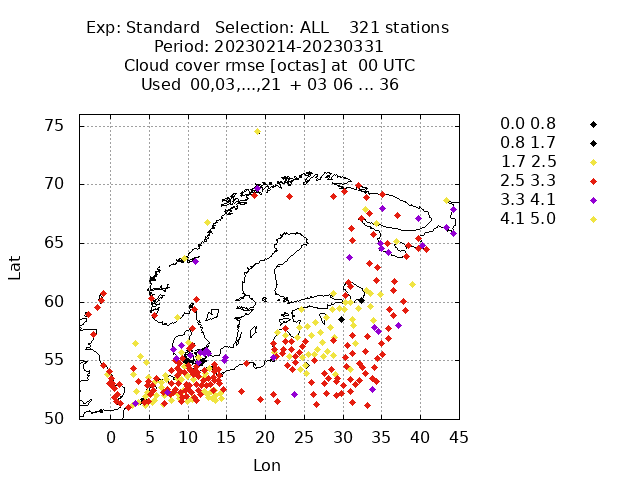 Exp: Standard   Selection: ALL    321 stations
Period: 20230214-20230331
Cloud cover rmse [octas] at  00 UTC
Used  00,03,...,21  + 03 06 ... 36
0.0 0.8
0.8 1.7
1.7 2.5
2.5 3.3
3.3 4.1
4.1 5.0
75
70
65
60
55
50
Lat
0 5 10 15 20 25 30 35 40 45
Lon